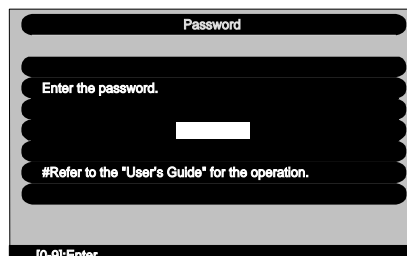 Password
Enter the password.
#Refer to the "User's Guide" for the operation.
[0-9]:Enter